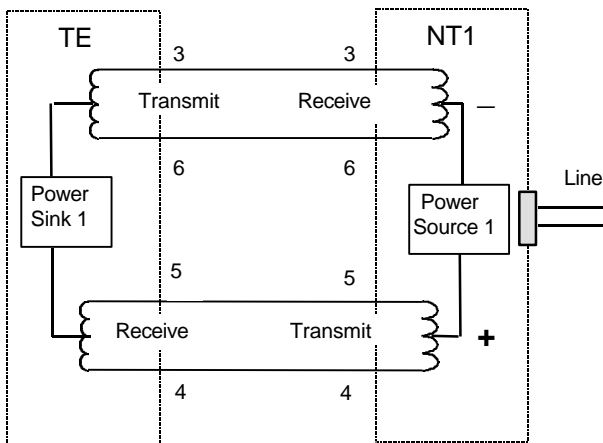 TE
NT1
3
3
Transmit
Receive
–
6
6
Line
Power
Sink 1
Power
Source 1
5
5
Receive
Transmit
+
4
4